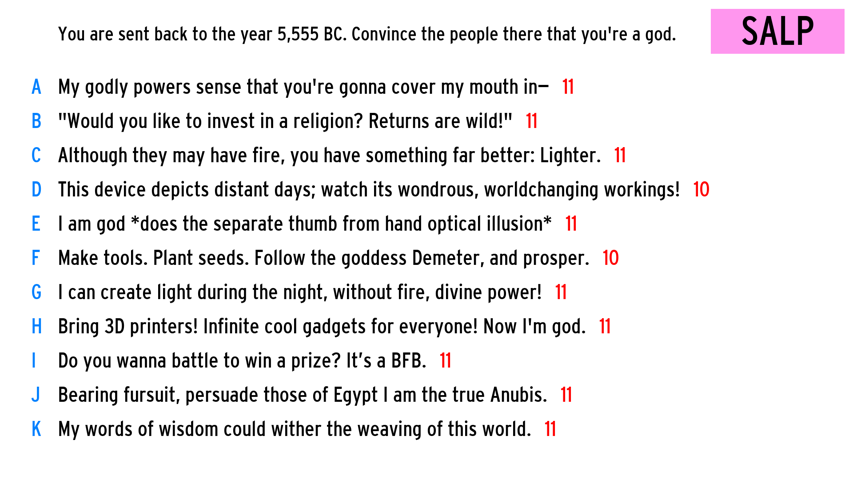 You are sent back to the year 5,555 BC. Convince the people there that you're a god.
SALP
A My godly powers sense that you're gonna cover my mouth in– 11
B "Would you like to invest in a religion? Returns are wild!" 11
C Although they may have fire, you have something far better: Lighter. 11
D This device depicts distant days; watch its wondrous, worldchanging workings! 10
E I am god *does the separate thumb from hand optical illusion* 11
F Make tools. Plant seeds. Follow the goddess Demeter, and prosper. 10
G I can create light during the night, without fire, divine power! 11
H Bring 3D printers! Infinite cool gadgets for everyone! Now I'm god. 11
I Do you wanna battle to win a prize? It’s a BFB. 11
J Bearing fursuit, persuade those of Egypt I am the true Anubis. 11
K My words of wisdom could wither the weaving of this world. 11